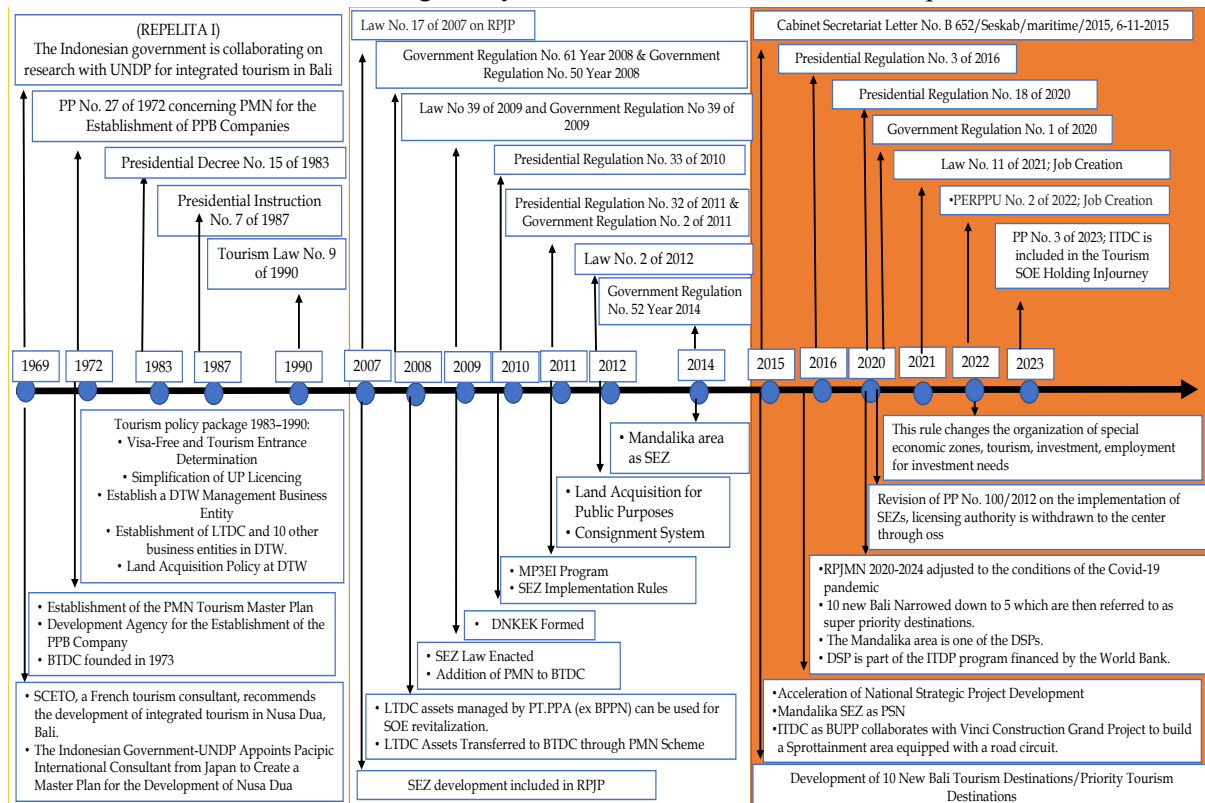 (REPELITA I)
The Indonesian government is collaborating on
research with UNDP for integrated tourism in Bali
PP No. 27 of 1972 concerning PMN for the
Establishment of PPB Companies
Presidential Decree No. 15 of 1983
Presidential Instruction
No. 7 of 1987
Tourism Law No. 9
of 1990
Law No. 17 of 2007 on RPJP
Government Regulation No. 61 Year 2008 & Government
Regulation No. 50 Year 2008
Law No 39 of 2009 and Government Regulation No 39 of
2009
Presidential Regulation No. 33 of 2010
Presidential Regulation No. 32 of 2011 &
Government Regulation No. 2 of 2011
Law No. 2 of 2012
Government Regulation
No. 52 Year 2014
Cabinet Secretariat Letter No. B 652/Seskab/maritime/2015, 6-11-2015
Presidential Regulation No. 3 of 2016
Presidential Regulation No. 18 of 2020
Government Regulation No. 1 of 2020
Law No. 11 of 2021; Job Creation
•PERPPU No. 2 of 2022; Job Creation
PP No. 3 of 2023; ITDC is
included in the Tourism
SOE Holding InJourney
1969
1972
1983
1987
1990
2007
2008
2009
2010
2011
2012
2014
2015
2016
2020
2021
2022
2023
Tourism policy package 1983–1990:
• Visa-Free and Tourism Entrance
Determination
• Simplification of UP Licencing
• Establish a DTW Management Business
Entity
• Establishment of LTDC and 10 other
business entities in DTW.
• Land Acquisition Policy at DTW
• Establishment of the PMN Tourism Master Plan
• Development Agency for the Establishment of the
PPB Company
• BTDC founded in 1973
• SCETO, a French tourism consultant, recommends
the development of integrated tourism in Nusa Dua,
Bali.
• The Indonesian Government-UNDP Appoints Pacipic
International Consultant from Japan to Create a
Master Plan for the Development of Nusa Dua
• Mandalika area
as SEZ
• Land Acquisition for
Public Purposes
• Consignment System
• MP3EI Program
• SEZ Implementation Rules
• DNKEK Formed
• SEZ Law Enacted
• Addition of PMN to BTDC
• LTDC assets managed by PT.PPA (ex BPPN) can be used for
SOE revitalization.
• LTDC Assets Transferred to BTDC through PMN Scheme
SEZ development included in RPJP
This rule changes the organization of special
economic zones, tourism, investment, employment
for investment needs
Revision of PP No. 100/2012 on the implementation of
SEZs, licensing authority is withdrawn to the center
through oss
•RPJMN 2020-2024 adjusted to the conditions of the Covid-19
pandemic
• 10 new Bali Narrowed down to 5 which are then referred to as
super priority destinations.
• The Mandalika area is one of the DSPs.
• DSP is part of the ITDP program financed by the World Bank.
•Acceleration of National Strategic Project Development
•Mandalika SEZ as PSN
•ITDC as BUPP collaborates with Vinci Construction Grand Project to build
a Sprottainment area equipped with a road circuit.
Development of 10 New Bali Tourism Destinations/Priority Tourism
Destinations